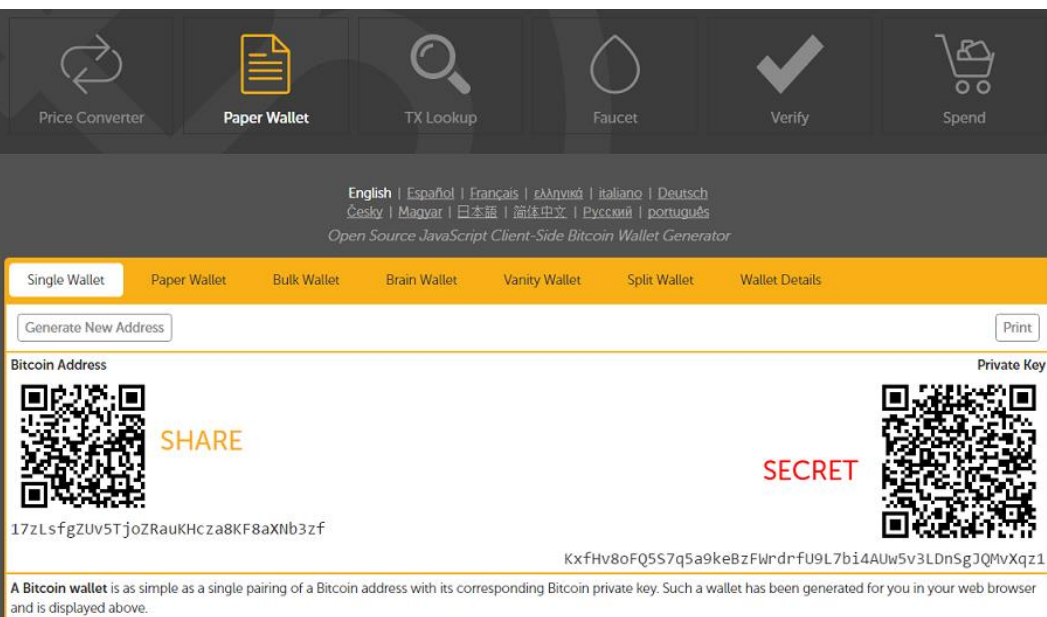 Price Converter
Paper Wallet
TX Lookup
Faucet
Verify
Spend
English | Español | Français | ελληνικά | italiano | Deutsch
Česky | Magyar | 日本語 | 简体中文 | Русский | português
Open Source JavaScript Client-Side Bitcoin Wallet Generator
Single Wallet Paper Wallet Bulk Wallet Brain Wallet Vanity Wallet Split Wallet Wallet Details
Generate New Address Print
Bitcoin Address Private Key
SHARE
SECRET
17zLsfgZUv5TjoZRauKHcza8KF8aXNb3zf
KxfHv8oFQ5S7q5a9keBzFWrdrfU9L7bi4AUw5v3LDnSgJQMvXqz1
A Bitcoin wallet is as simple as a single pairing of a Bitcoin address with its corresponding Bitcoin private key. Such a wallet has been generated for you in your web browser
and is displayed above.